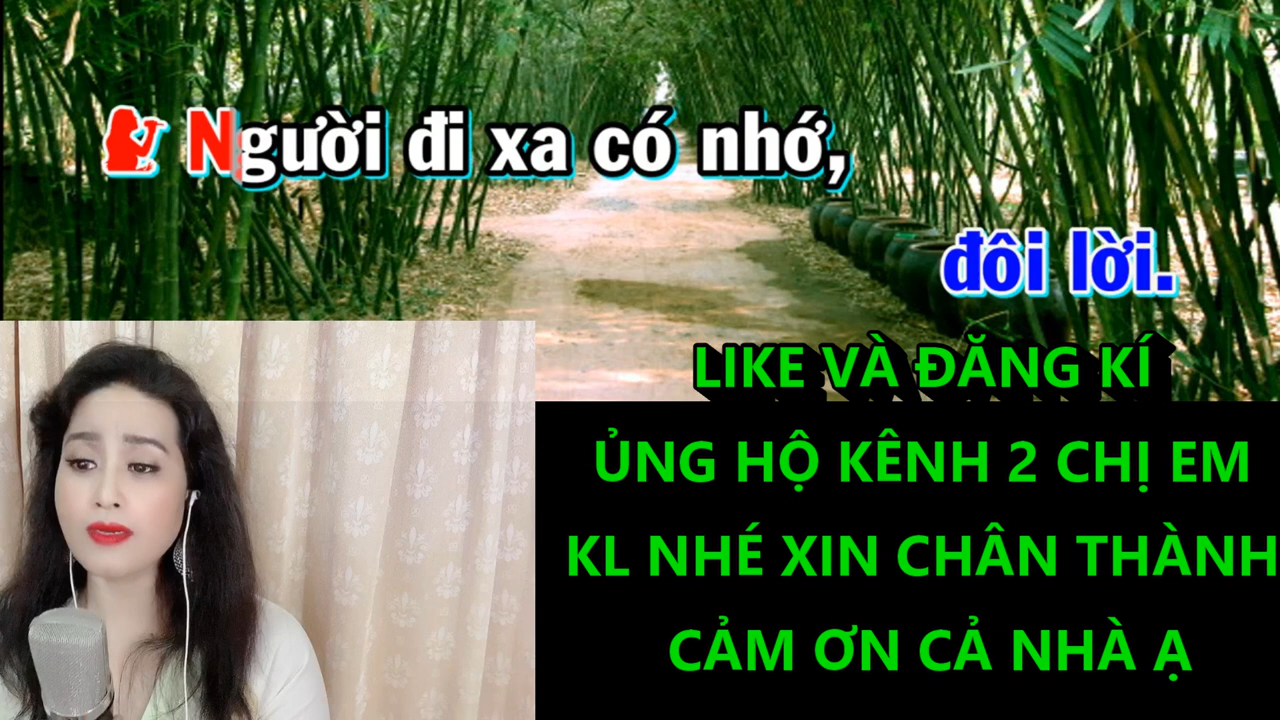 Người đi xa có nhớ,
đôi lời.
LIKE VÀ ĐĂNG KÍ
ỦNG HỘ KÊNH 2 CHỊ EM
KL NHÉ XIN CHÂN THÀNH
CẢM ƠN CẢ NHÀ Ạ